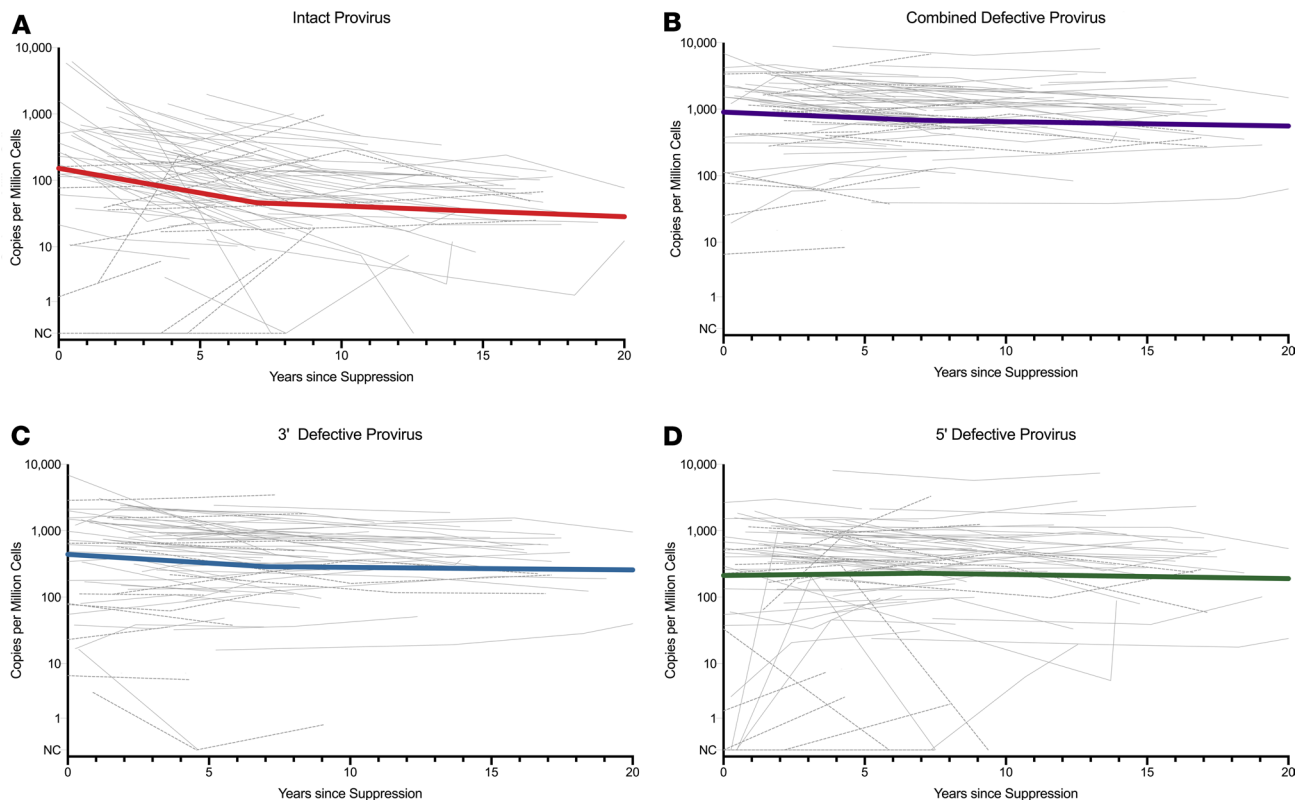 A
Intact Provirus
10,000
1,000
100
10
1
NC
Copies per Million Cells
0 5 10 15 20
Years since Suppression
B
Combined Defective Provirus
10,000
1,000
100
10
1
NC
Copies per Million Cells
0 5 10 15 20
Years since Suppression
C
3' Defective Provirus
10,000
1,000
100
10
1
NC
Copies per Million Cells
0 5 10 15 20
Years since Suppression
D
5' Defective Provirus
10,000
1,000
100
10
1
NC
Copies per Million Cells
0 5 10 15 20
Years since Suppression